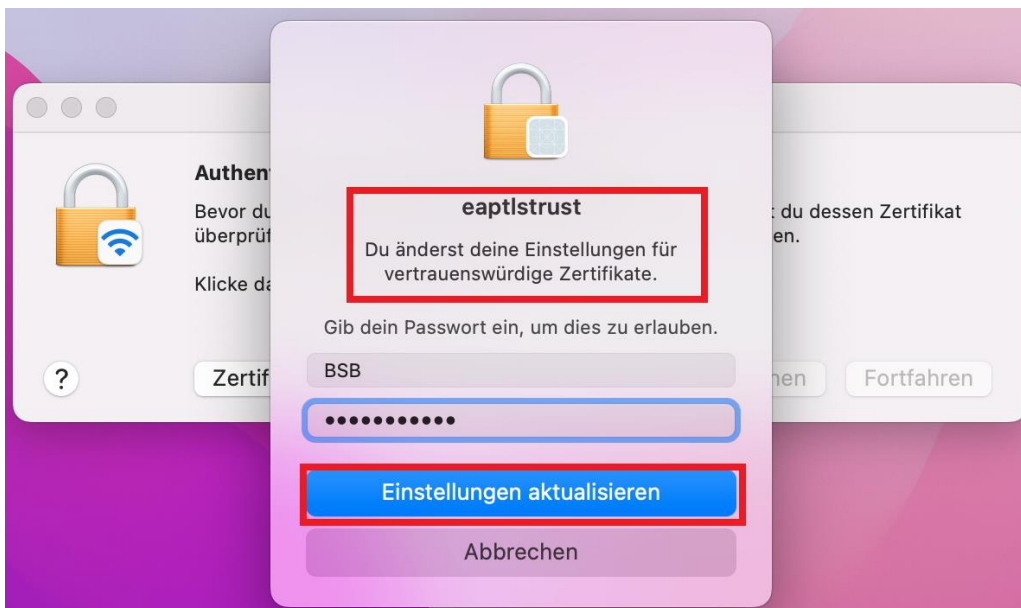 Authen
Bevor du
überprüf
Klicke da
?
Zertif
eaptlstrust
Du änderst deine Einstellungen für
vertrauenswürdige Zertifikate.
Gib dein Passwort ein, um dies zu erlauben.
BSB
•••••••••••
Einstellungen aktualisieren
Abbrechen
t du dessen Zertifikat
en.
hen
Fortfahren